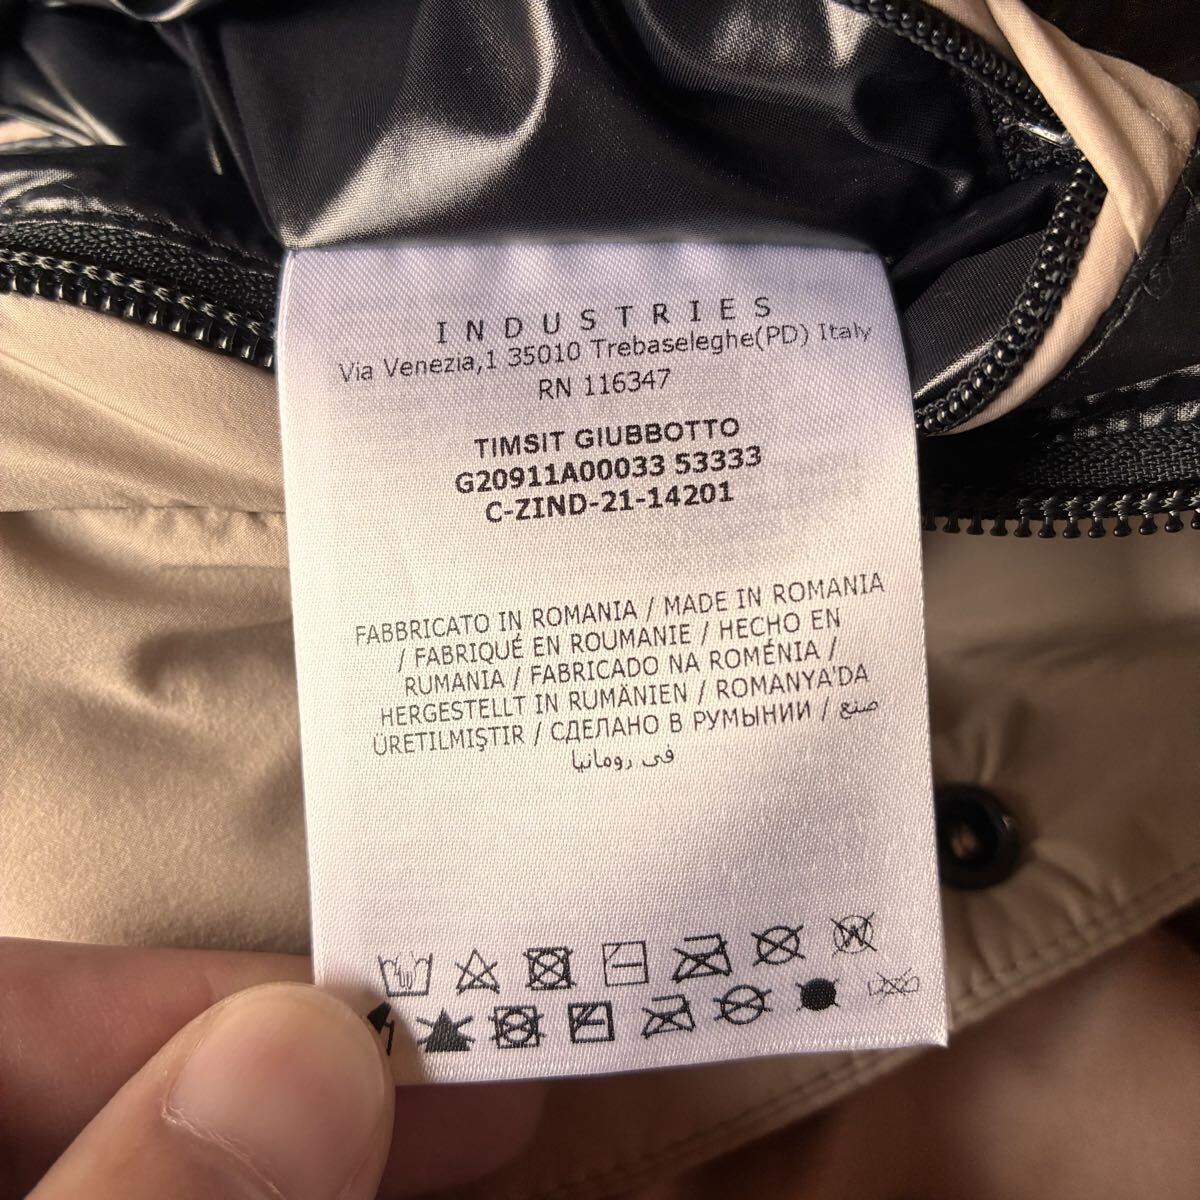 INDUSTRIES
Via Venezia,1 35010 Trebaseleghe(PD) Italy
RN 116347
TIMSIT GIUBBOTTO
G20911A00033 53333
C-ZIND-21-14201
FABBRICATO IN ROMANIA / MADE IN ROMANIA
/ FABRIQUÉ EN ROUMANIE / HECHO EN
RUMANIA / FABRICADO NA ROMÉNIA /
HERGESTELLT IN RUMÄNIEN / ROMANYA'DA
ÜRETILMIŞTIR / СДЕЛАНО В РУМЫНИИ / صنع
في رومانيا